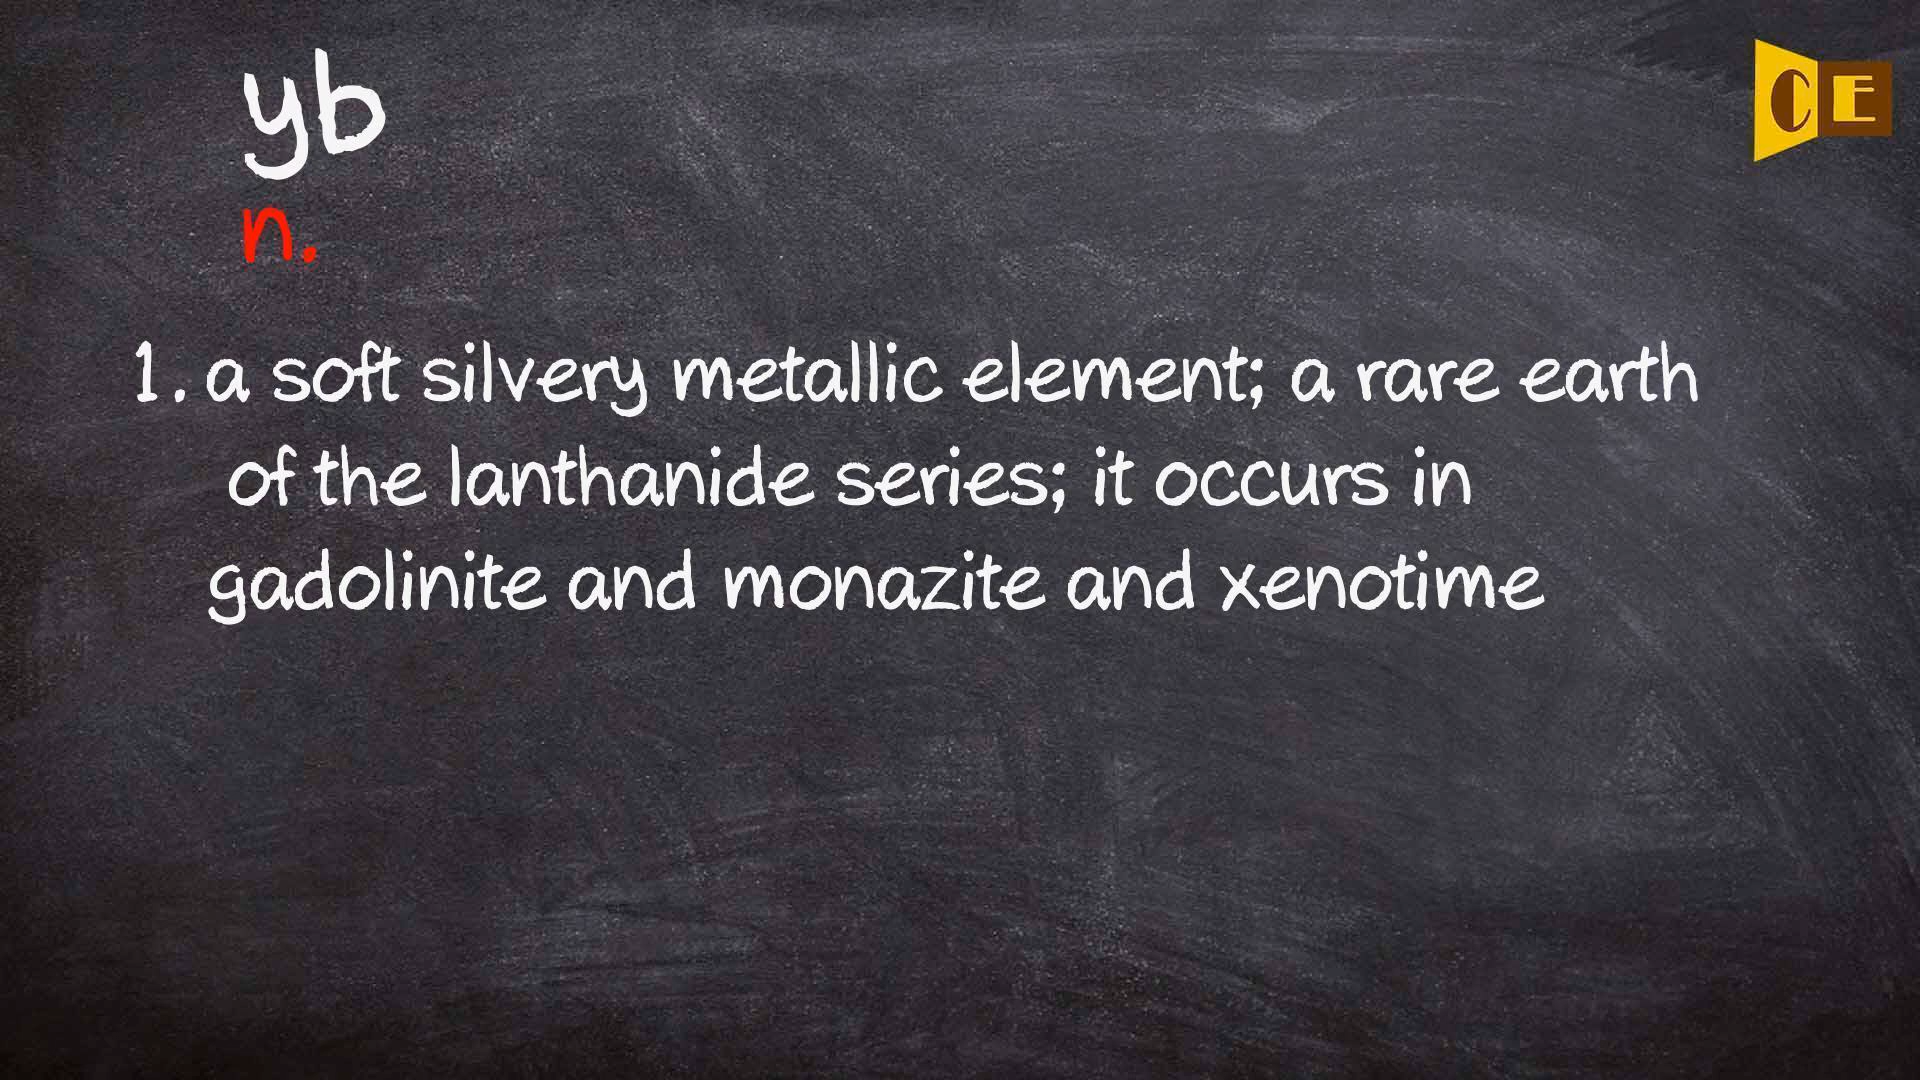 yb
CE
n.
1. a soft silvery metallic element; a rare earth
of the lanthanide series; it occurs in
gadolinite and monazite and xenotime